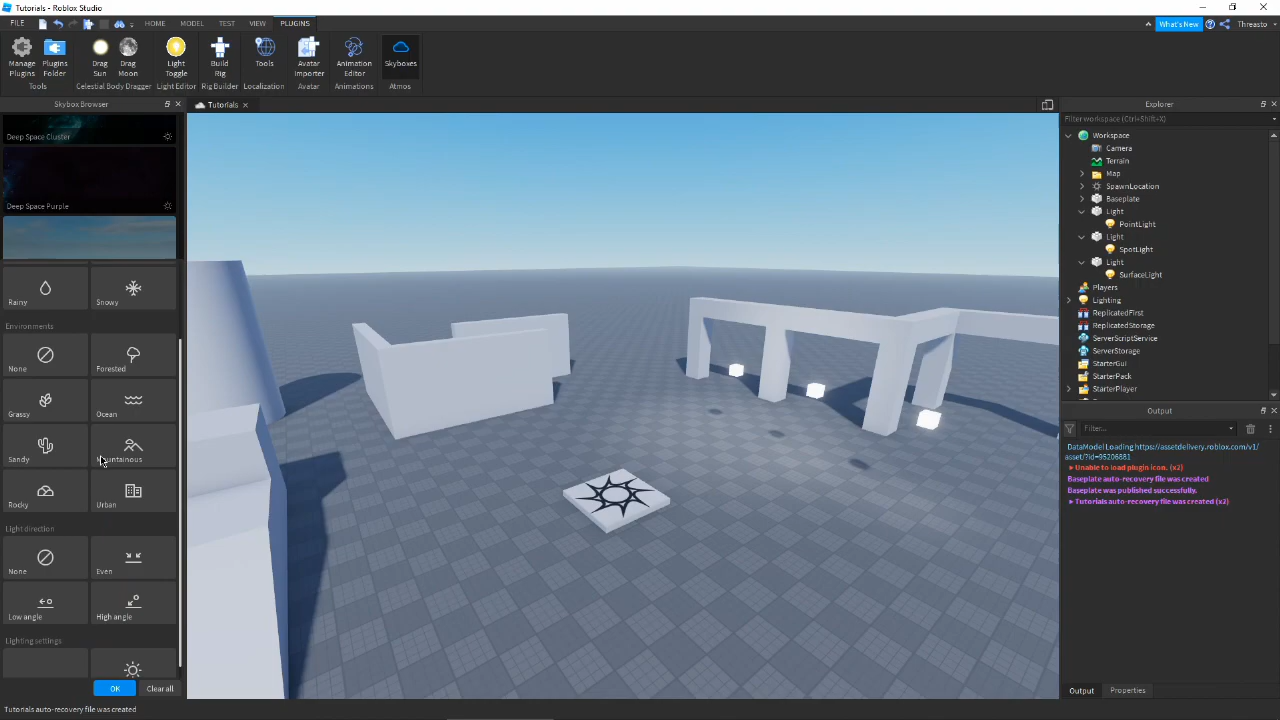 Tutorials - Roblox Studio
FILE
HOME
MODEL
TEST
VIEW
PLUGINS
What's New
Threasto
Manage Plugins
Plugins Folder
Drag Sun
Drag Moon
Light Toggle
Build Rig
Tools
Avatar Importer
Animation Editor
Skyboxes
Tools
Celestial Body Dragger
Light Editor
Rig Builder
Localization
Avatar
Animations
Atmos
Skybox Browser
Deep Space Cluster
Deep Space Purple
Rainy
Snowy
Environments
None
Forested
Grassy
Ocean
Sandy
Mountainous
Rocky
Urban
Light direction
None
Even
Low angle
High angle
Lighting settings
OK
Clear all
Tutorials
Explorer
Filter workspace (Ctrl+Shift+X)
Workspace
Camera
Terrain
Map
SpawnLocation
Baseplate
Light
PointLight
Light
SpotLight
Light
SurfaceLight
Players
Lighting
ReplicatedFirst
ReplicatedStorage
ServerScriptService
ServerStorage
StarterGui
StarterPack
StarterPlayer
Output
Filter...
DataModel Loading https://assetdelivery.roblox.com/v1/
asset/?id=95206881
Unable to load plugin icon. (x2)
Baseplate auto-recovery file was created
Baseplate was published successfully.
Tutorials auto-recovery file was created (x2)
Output
Properties
Tutorials auto-recovery file was created